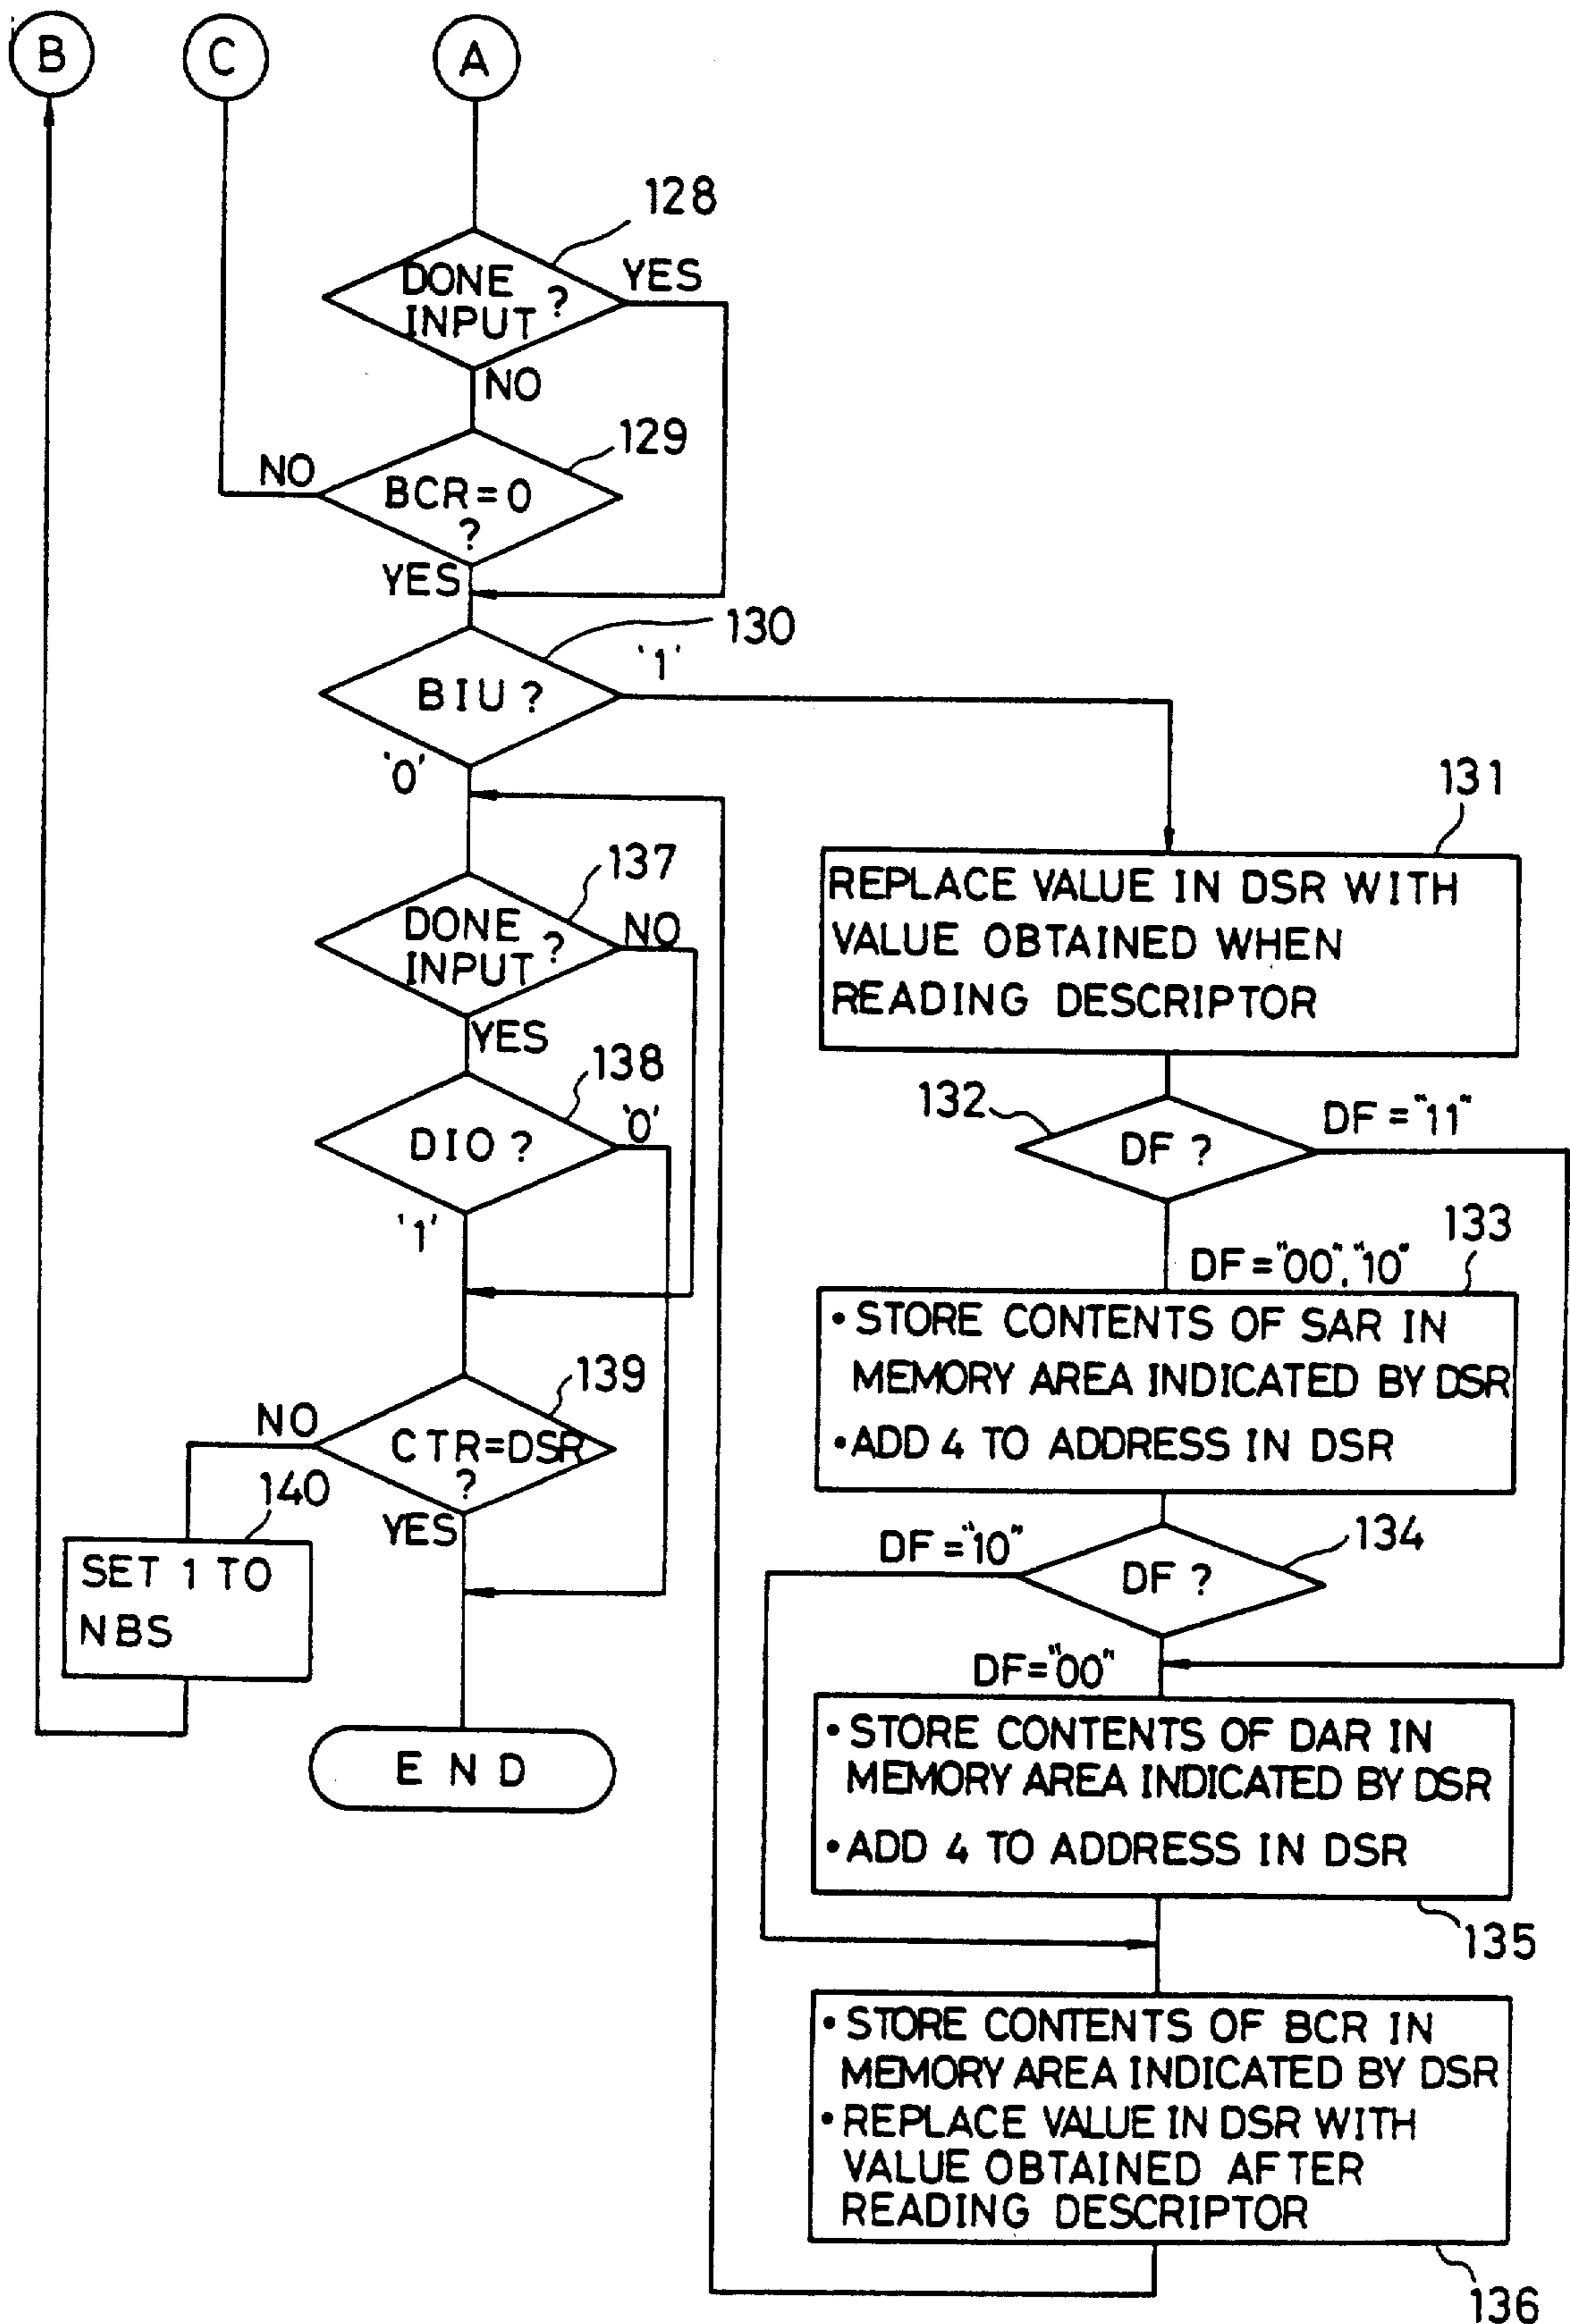 B
C
A
128
DONE
INPUT
?
YES
NO
129
NO
BCR=0
?
YES
130
BIU ?
'1'
'0'
131
REPLACE VALUE IN DSR WITH
VALUE OBTAINED WHEN
READING DESCRIPTOR
137
DONE
INPUT
?
NO
YES
138
DIO ?
'0'
'1'
132
DF ?
DF="11"
DF="00","10"
133
• STORE CONTENTS OF SAR IN
MEMORY AREA INDICATED BY DSR
• ADD 4 TO ADDRESS IN DSR
139
NO
CTR=DSR
?
YES
140
SET 1 TO
NBS
END
DF="10"
134
DF ?
DF="00"
• STORE CONTENTS OF DAR IN
MEMORY AREA INDICATED BY DSR
• ADD 4 TO ADDRESS IN DSR
135
• STORE CONTENTS OF BCR IN
MEMORY AREA INDICATED BY DSR
• REPLACE VALUE IN DSR WITH
VALUE OBTAINED AFTER
READING DESCRIPTOR
136